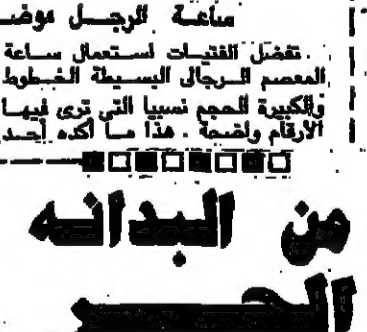 ساعة الرجل موضـ
تفضل الفتيات استعمال ساعة
المعصم الرجالي البسيطة الخطوط
والكبيرة الحجم نسبيا التي ترى فيها
الأرقام واضحة . هذا ما أكده أحد
من البدانه